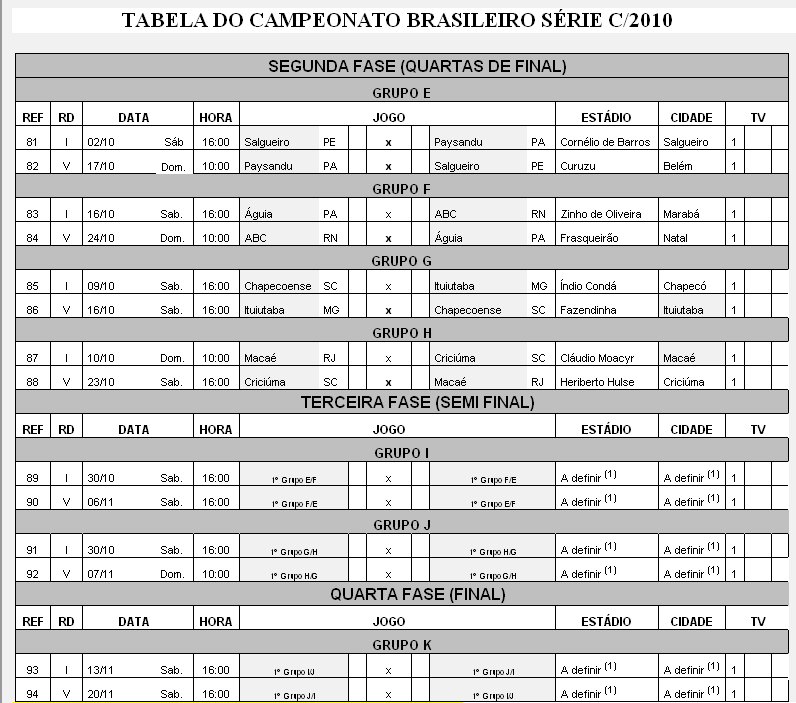 TABELA DO CAMPEONATO BRASILEIRO SÉRIE C/2010
SEGUNDA FASE (QUARTAS DE FINAL)
GRUPO E
REF RD DATA HORA JOGO ESTÁDIO CIDADE TV
81 I 02/10 Sáb 16:00 Salgueiro PE x Paysandu PA Cornélio de Barros Salgueiro 1
82 V 17/10 Dom. 10:00 Paysandu PA x Salgueiro PE Curuzu Belém 1
GRUPO F
83 I 16/10 Sab. 16:00 Águia PA x ABC RN Zinho de Oliveira Marabá 1
84 V 24/10 Dom. 10:00 ABC RN x Águia PA Frasqueirão Natal 1
GRUPO G
85 I 09/10 Sab. 16:00 Chapecoense SC x Ituiutaba MG Índio Condá Chapecó 1
86 V 16/10 Sab. 16:00 Ituiutaba MG x Chapecoense SC Fazendinha Ituiutaba 1
GRUPO H
87 I 10/10 Dom. 10:00 Macaé RJ x Criciúma SC Cláudio Moacyr Macaé 1
88 V 23/10 Sab. 16:00 Criciúma SC x Macaé RJ Heriberto Hulse Criciúma 1
TERCEIRA FASE (SEMI FINAL)
REF RD DATA HORA JOGO ESTÁDIO CIDADE TV
GRUPO I
89 I 30/10 Sab. 16:00 1º Grupo E/F x 1º Grupo F/E A definir (1) A definir (1) 1
90 V 06/11 Sab. 16:00 1º Grupo F/E x 1º Grupo E/F A definir (1) A definir (1) 1
GRUPO J
91 I 30/10 Sab. 16:00 1º Grupo G/H x 1º Grupo H/G A definir (1) A definir (1) 1
92 V 07/11 Dom. 10:00 1º Grupo H/G x 1º Grupo G/H A definir (1) A definir (1) 1
QUARTA FASE (FINAL)
REF RD DATA HORA JOGO ESTÁDIO CIDADE TV
GRUPO K
93 I 13/11 Sab. 16:00 1º Grupo I/J x 1º Grupo J/I A definir (1) A definir (1) 1
94 V 20/11 Sab. 16:00 1º Grupo J/I x 1º Grupo I/J A definir (1) A definir (1) 1